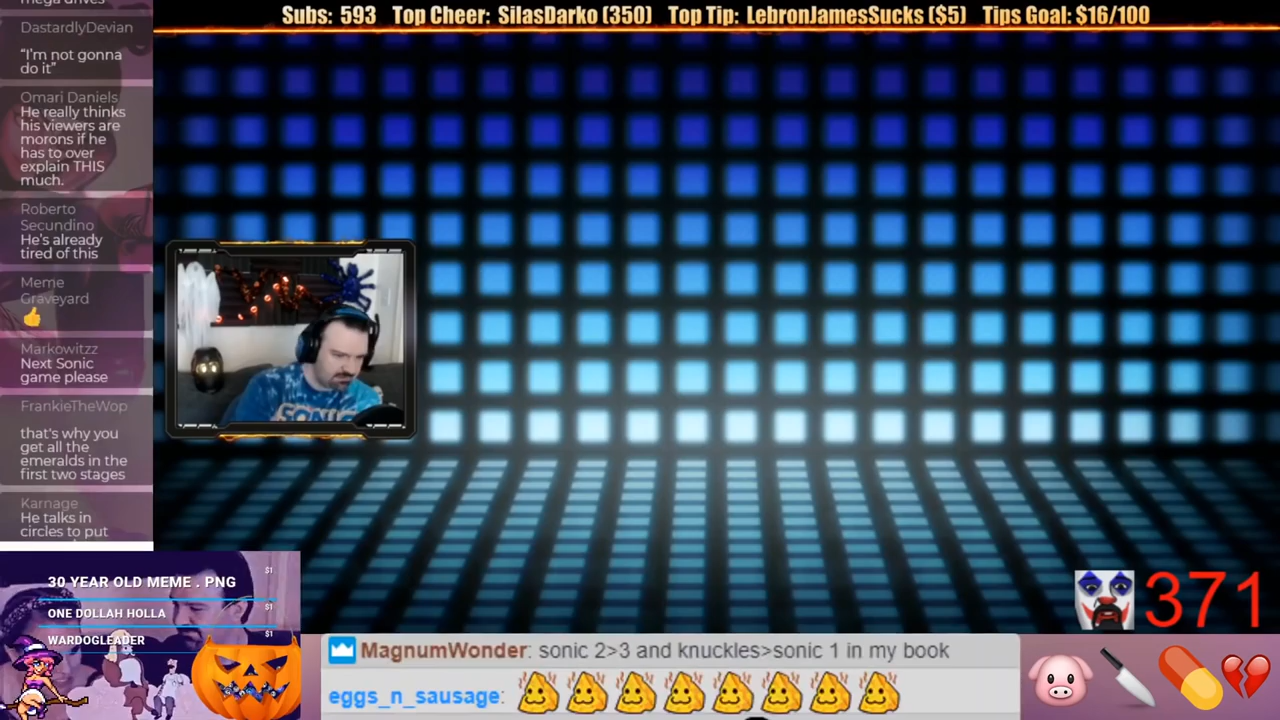 Subs: 593 Top Cheer: SilasDarko (350) Top Tip: LebronJamesSucks ($5) Tips Goal: $16/100
mega drives
DastardlyDevian
“I'm not gonna
do it”
Omari Daniels
He really thinks
his viewers are
morons if he
has to over
explain THIS
much.
Roberto
Secundino
He's already
tired of this
Meme
Graveyard
👍
Markowitzz
Next Sonic
game please
FrankieTheWop
that's why you
get all the
emeralds in the
first two stages
Karnage
He talks in
circles to put
SONIC
30 YEAR OLD MEME . PNG $1
ONE DOLLAH HOLLA $1
WARDOGLEADER $1
371
MagnumWonder: sonic 2>3 and knuckles>sonic 1 in my book
eggs_n_sausage: